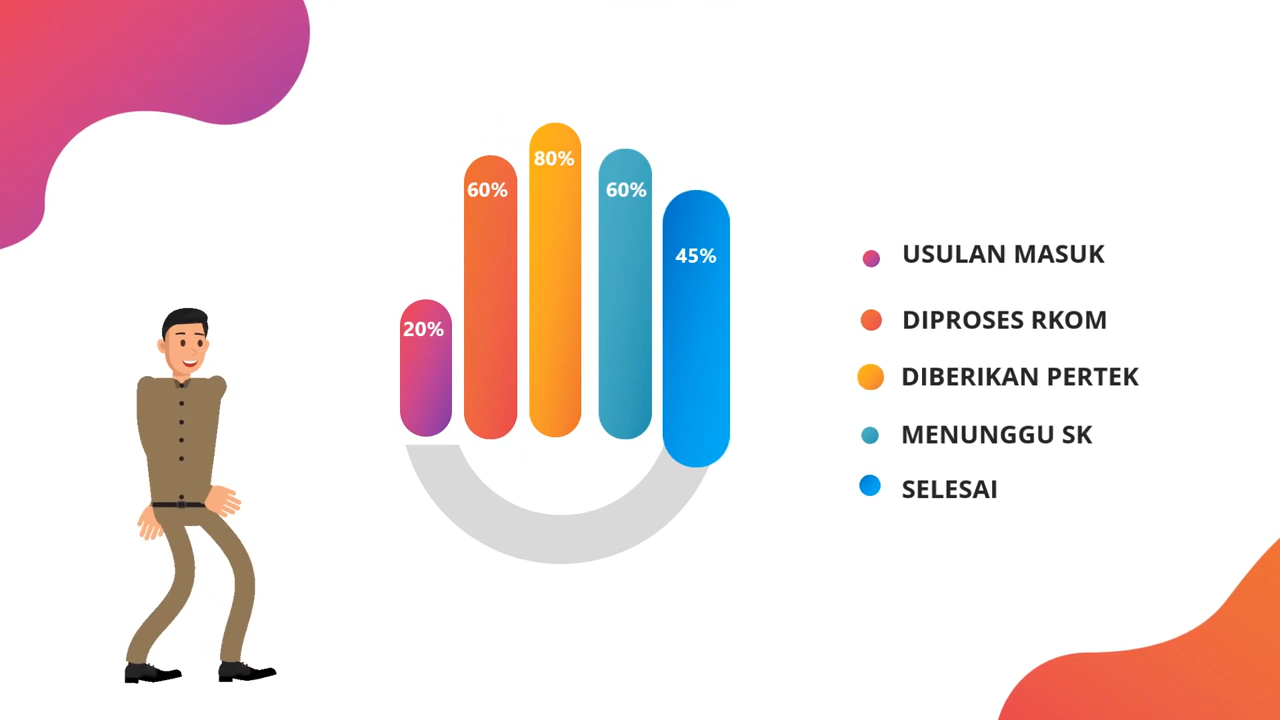 80%
60%
60%
45%
20%
USULAN MASUK
DIPROSES RKOM
DIBERIKAN PERTEK
MENUNGGU SK
SELESAI